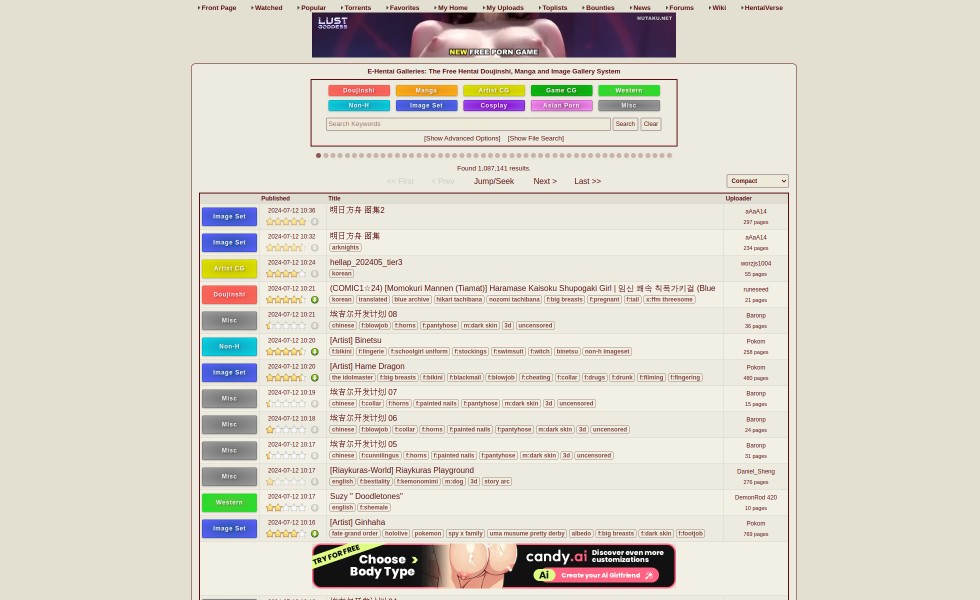 Front Page Watched Popular Torrents Favorites My Home My Uploads Toplists Bounties News Forums Wiki HentaiVerse
LUST GODDESS
NUTAKU.NET
NEW FREE PORN GAME
E-Hentai Galleries: The Free Hentai Doujinshi, Manga and Image Gallery System
Doujinshi Manga Artist CG Game CG Western
Non-H Image Set Cosplay Asian Porn Misc
Search Keywords Search Clear
[Show Advanced Options] [Show File Search]
Found 1,087,141 results.
<< First < Prev Jump/Seek Next > Last >> Compact
Published Title Uploader
Image Set 2024-07-12 10:36 明日方舟 图集2 aAaA14
297 pages
Image Set 2024-07-12 10:32 明日方舟 图集 aAaA14
arknights 234 pages
Artist CG 2024-07-12 10:24 hellap_202405_tier3 worzjs1004
korean 55 pages
Doujinshi 2024-07-12 10:21 (COMIC1☆24) [Momokuri Mannen (Tiamat)] Haramase Kaisoku Shupogaki Girl | 임신 쾌속 칙폭가키걸 (Blue runeseed
korean translated blue archive hikari tachibana nozomi tachibana f:big breasts f:pregnant f:tail x:ffm threesome 21 pages
Misc 2024-07-12 10:21 埃吉尔开发计划 08 Baronp
chinese f:blowjob f:horns f:pantyhose m:dark skin 3d uncensored 36 pages
Non-H 2024-07-12 10:20 [Artist] Binetsu Pokom
f:bikini f:lingerie f:schoolgirl uniform f:stockings f:swimsuit f:witch binetsu non-h imageset 258 pages
Image Set 2024-07-12 10:20 [Artist] Hame Dragon Pokom
the idolmaster f:big breasts f:bikini f:blackmail f:blowjob f:cheating f:collar f:drugs f:drunk f:filming f:fingering 480 pages
Misc 2024-07-12 10:19 埃吉尔开发计划 07 Baronp
chinese f:collar f:horns f:painted nails f:pantyhose m:dark skin 3d uncensored 15 pages
Misc 2024-07-12 10:18 埃吉尔开发计划 06 Baronp
chinese f:blowjob f:collar f:horns f:painted nails f:pantyhose m:dark skin 3d uncensored 24 pages
Misc 2024-07-12 10:17 埃吉尔开发计划 05 Baronp
chinese f:cunnilingus f:horns f:painted nails f:pantyhose m:dark skin 3d uncensored 31 pages
Misc 2024-07-12 10:17 [Riaykuras-World] Riaykuras Playground Daniel_Sheng
english f:bestiality f:kemonomimi m:dog 3d story arc 276 pages
Western 2024-07-12 10:17 Suzy " Doodletones" DemonRod 420
english f:shemale 10 pages
Image Set 2024-07-12 10:16 [Artist] Ginhaha Pokom
fate grand order hololive pokemon spy x family uma musume pretty derby albedo f:big breasts f:dark skin f:footjob 769 pages
TRY FOR FREE Choose > Body Type candy.ai Discover even more customizations
Ai Create your AI Girlfriend